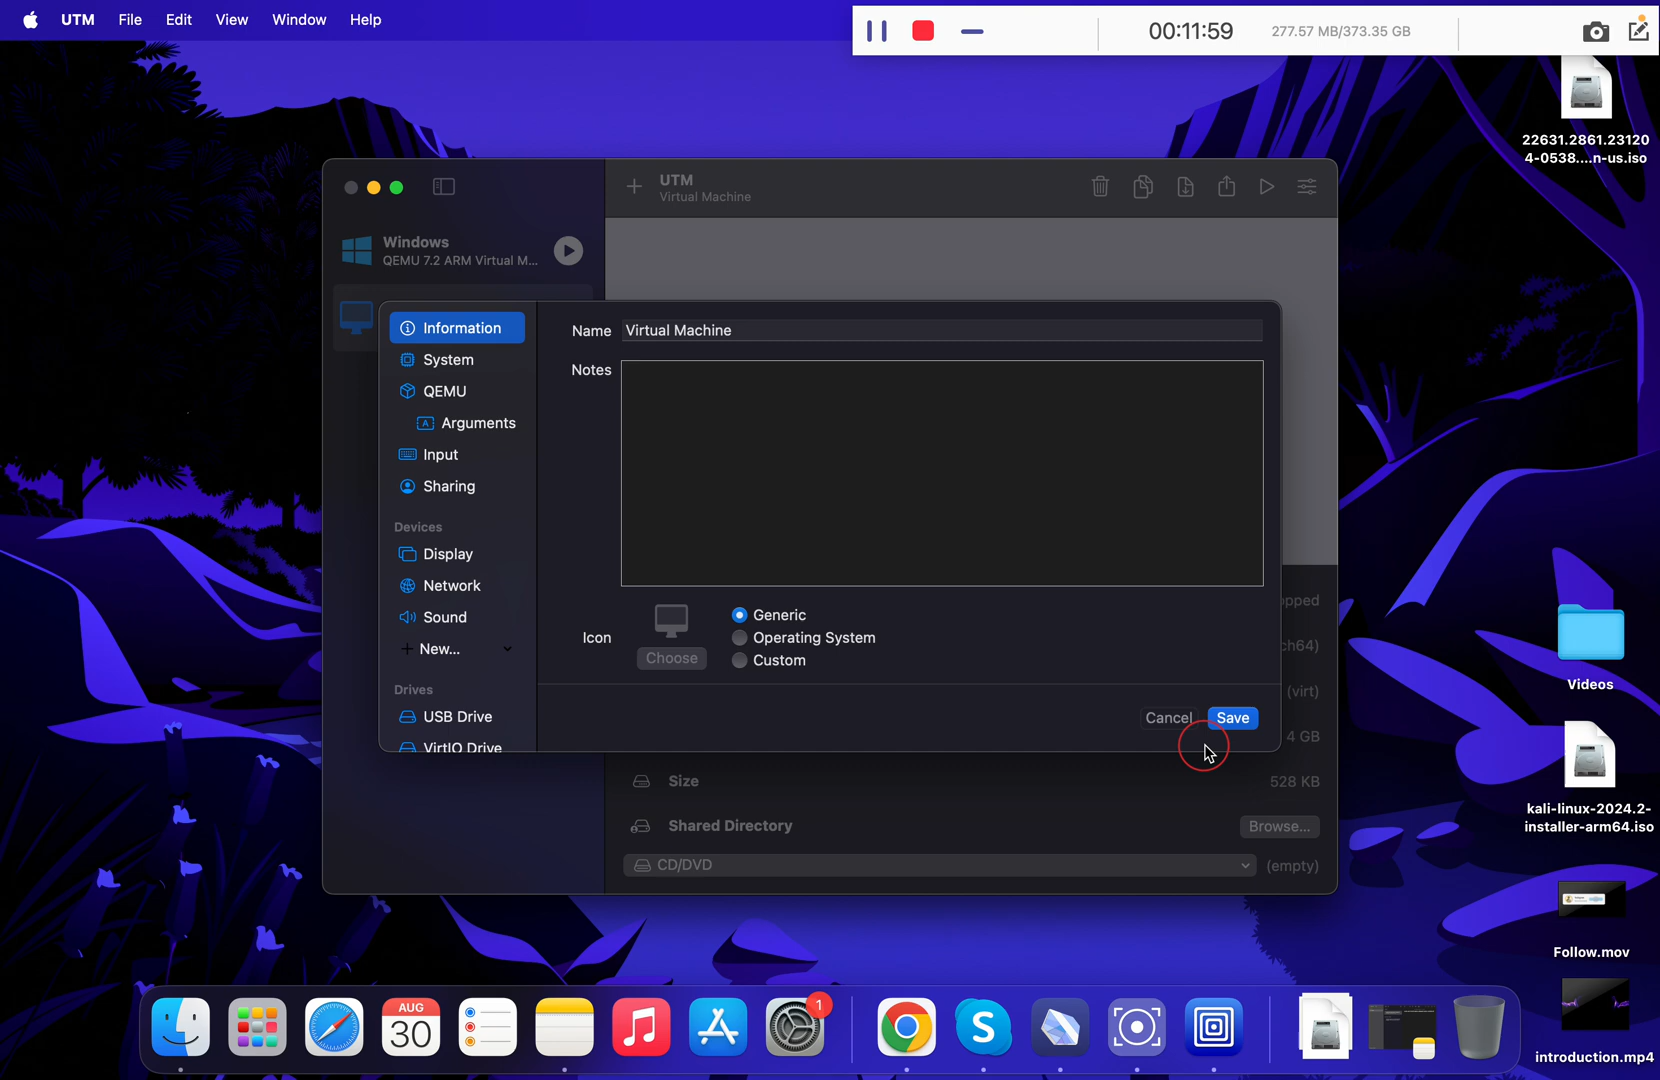 UTM File Edit View Window Help
00:11:59 277.57 MB/373.35 GB
22631.2861.23120
4-0538....n-us.iso
UTM
Virtual Machine
Windows
QEMU 7.2 ARM Virtual M...
Information
System
QEMU
Arguments
Input
Sharing
Devices
Display
Network
Sound
New...
Drives
USB Drive
VirtIO Drive
Name Virtual Machine
Notes
Icon
Choose
Generic
Operating System
Custom
Cancel Save
opped
ch64)
(virt)
4 GB
Size 528 KB
Shared Directory Browse...
CD/DVD (empty)
Videos
kali-linux-2024.2-
installer-arm64.iso
Follow.mov
introduction.mp4
AUG
30
1